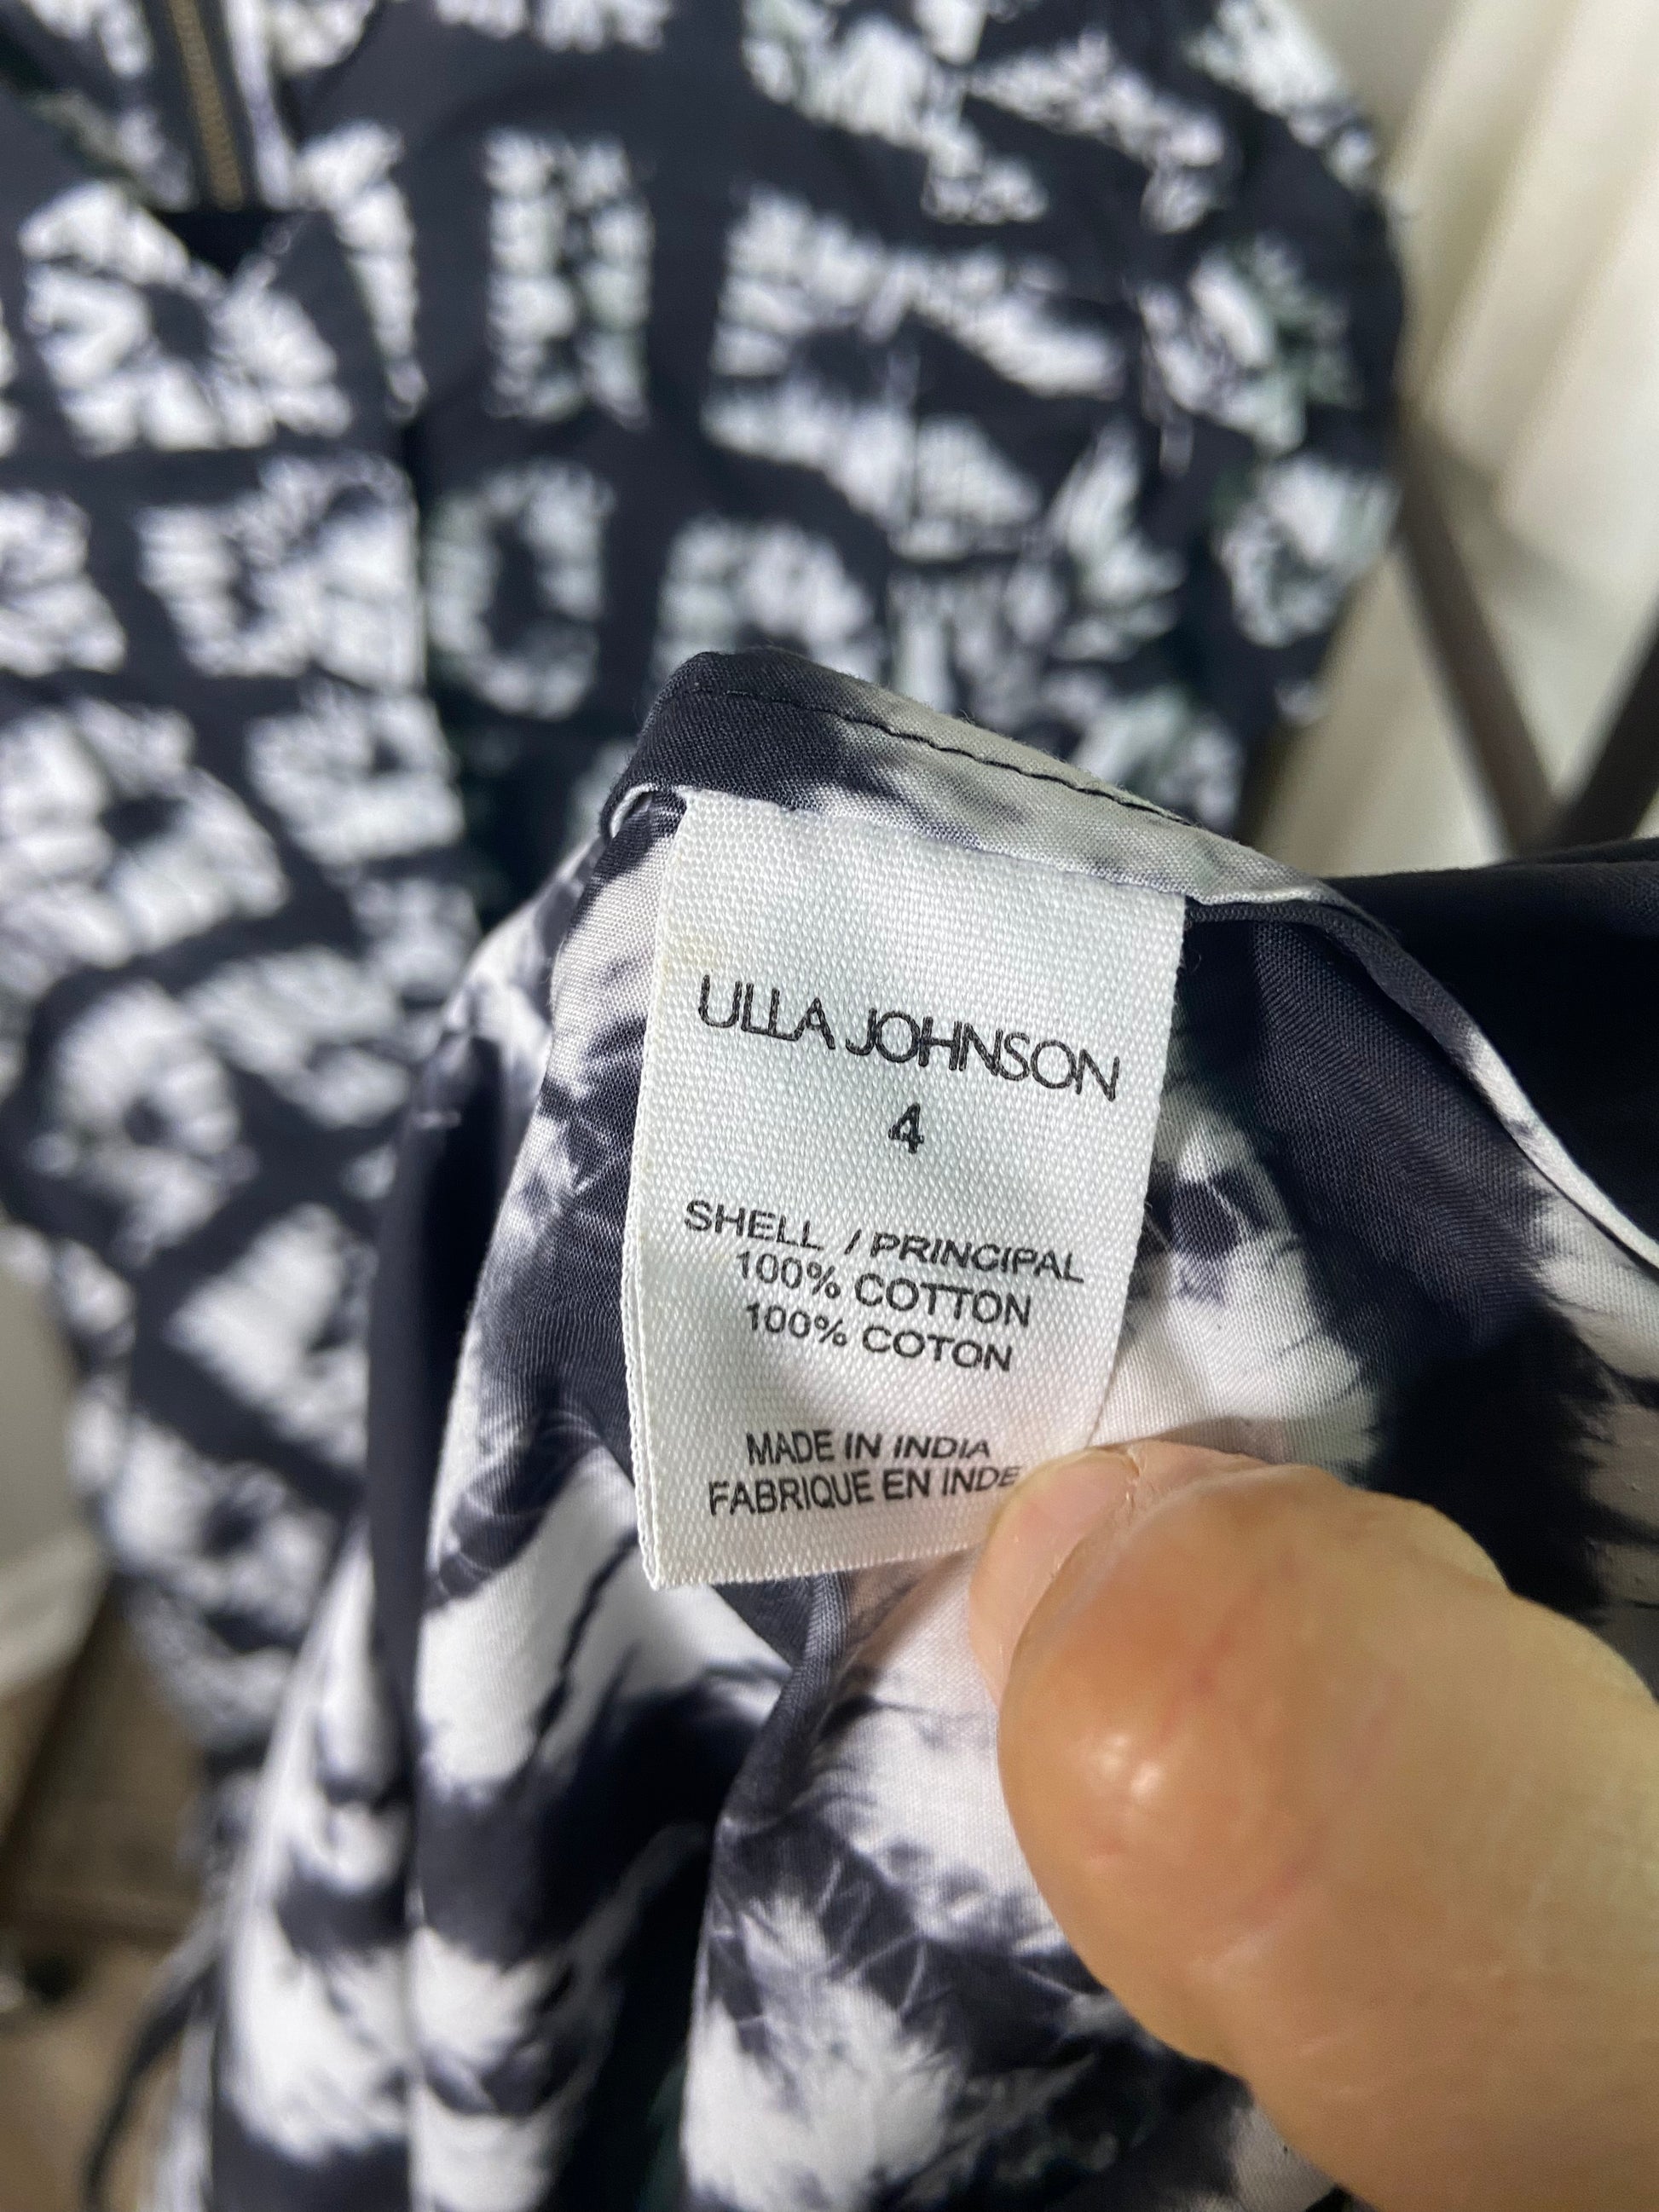 ULLA JOHNSON
4
SHELL / PRINCIPAL
100% COTTON
100% COTON
MADE IN INDIA
FABRIQUE EN INDE